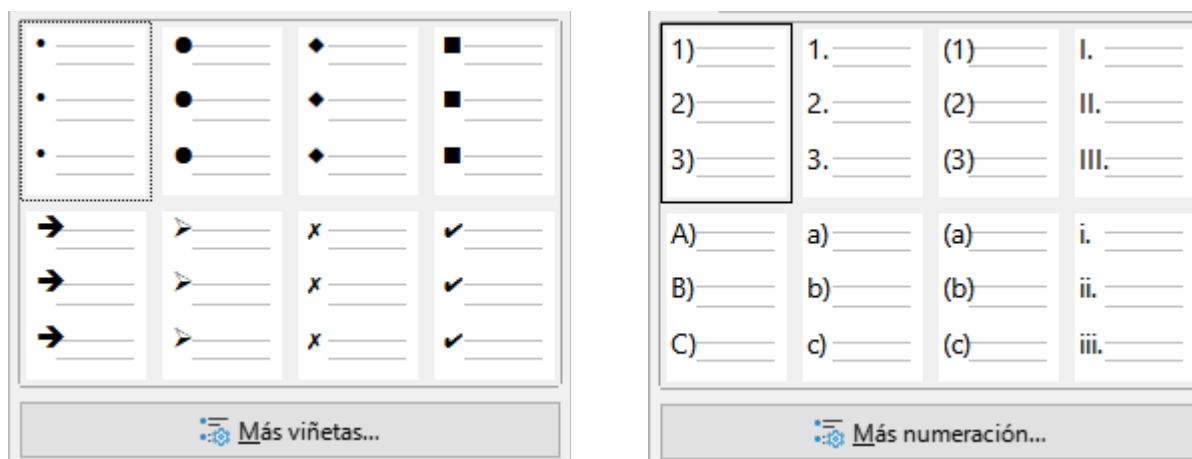 1) 1. (1) I.
2) 2. (2) II.
3) 3. (3) III.
A) a) (a) i.
B) b) (b) ii.
C) c) (c) iii.
Más viñetas...
Más numeración...